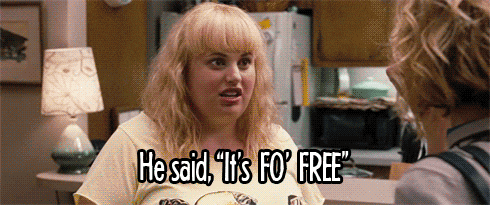 He said, "It's FO' FREE"